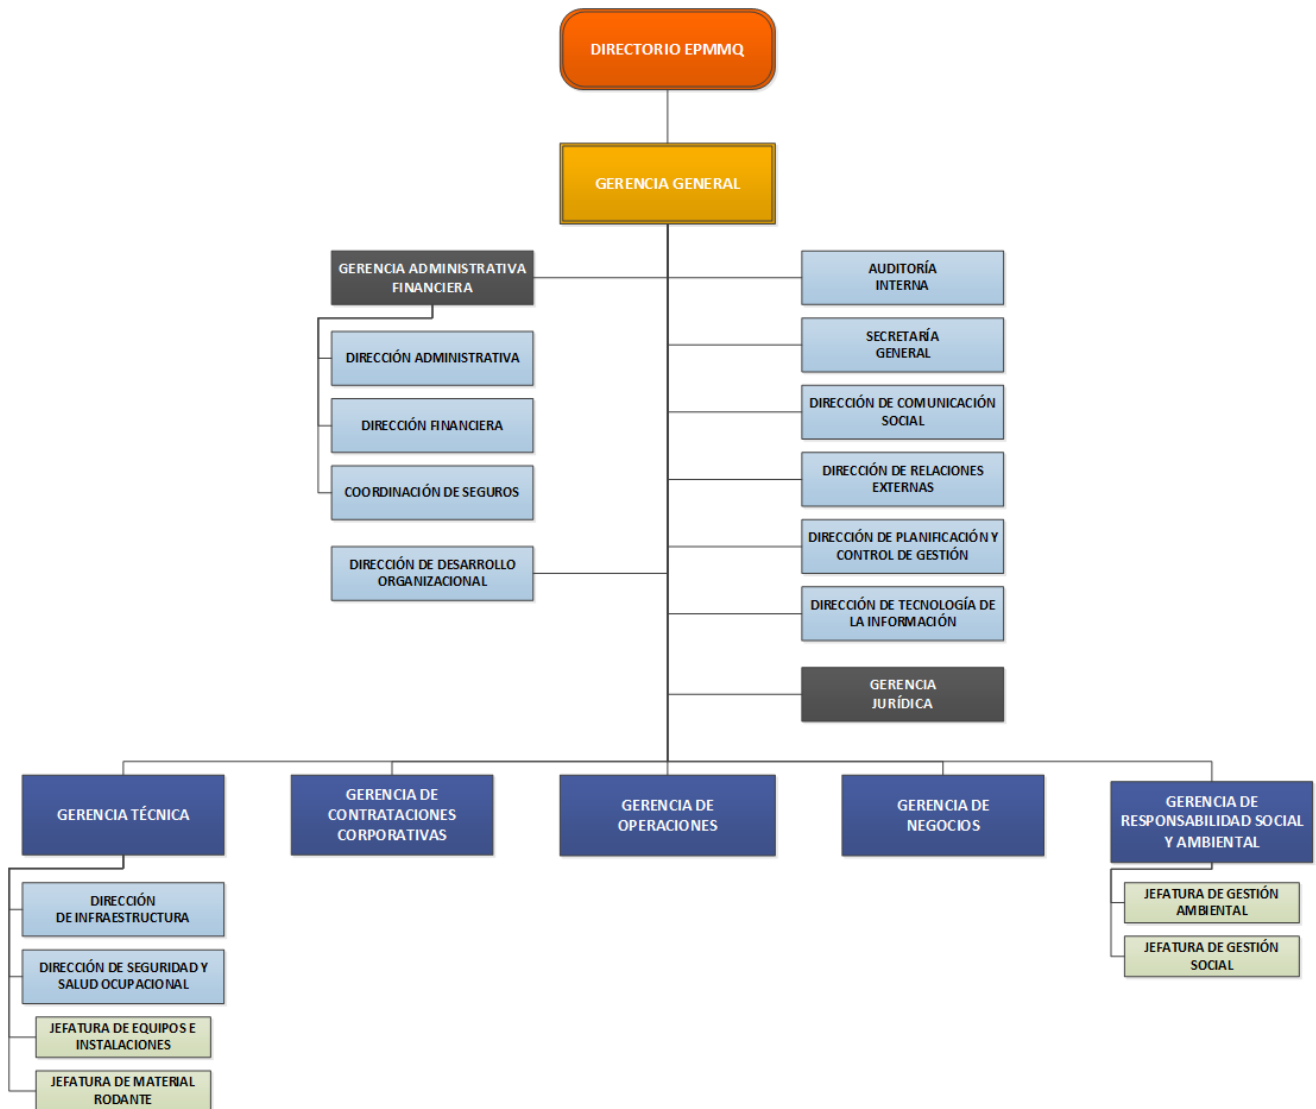 DIRECTORIO EPMMQ
GERENCIA GENERAL
GERENCIA ADMINISTRATIVA
FINANCIERA
DIRECCIÓN ADMINISTRATIVA
DIRECCIÓN FINANCIERA
COORDINACIÓN DE SEGUROS
DIRECCIÓN DE DESARROLLO
ORGANIZACIONAL
AUDITORÍA
INTERNA
SECRETARÍA
GENERAL
DIRECCIÓN DE COMUNICACIÓN
SOCIAL
DIRECCIÓN DE RELACIONES
EXTERNAS
DIRECCIÓN DE PLANIFICACIÓN Y
CONTROL DE GESTIÓN
DIRECCIÓN DE TECNOLOGÍA DE
LA INFORMACIÓN
GERENCIA
JURÍDICA
GERENCIA TÉCNICA
DIRECCIÓN
DE INFRAESTRUCTURA
DIRECCIÓN DE SEGURIDAD Y
SALUD OCUPACIONAL
JEFATURA DE EQUIPOS E
INSTALACIONES
JEFATURA DE MATERIAL
RODANTE
GERENCIA DE
CONTRATACIONES
CORPORATIVAS
GERENCIA DE
OPERACIONES
GERENCIA DE
NEGOCIOS
GERENCIA DE
RESPONSABILIDAD SOCIAL
Y AMBIENTAL
JEFATURA DE GESTIÓN
AMBIENTAL
JEFATURA DE GESTIÓN
SOCIAL